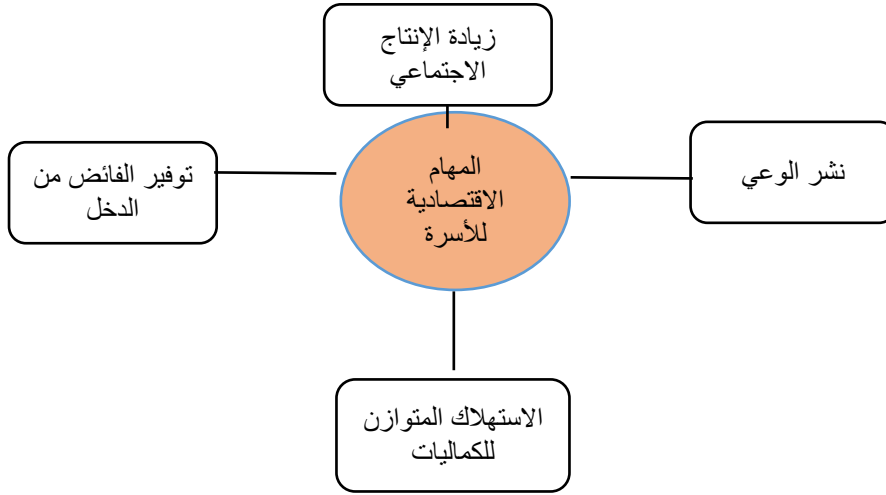 زيادة الإنتاج
الاجتماعي
المهام
الاقتصادية
للأسرة
نشر الوعي
توفير الفائض من
الدخل
الاستهلاك المتوازن
للكماليات